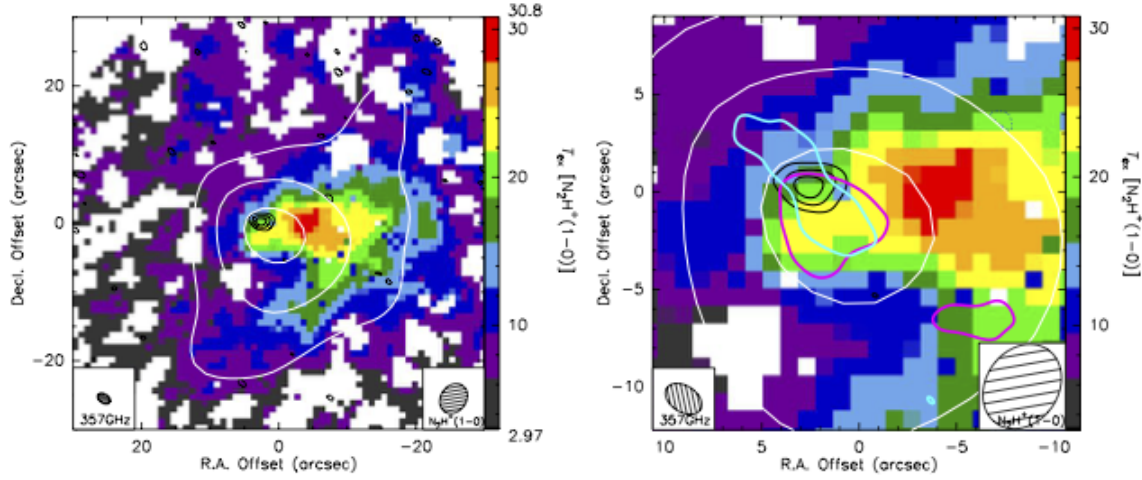 30.8
30
20
10
2.97
T_ex [N₂H⁺(1-0)]
20
0
-20
Decl. Offset (arcsec)
357GHz
N₂H⁺(1-0)
20
0
-20
R.A. Offset (arcsec)
30
20
10
T_ex [N₂H⁺(1-0)]
5
0
-5
-10
Decl. Offset (arcsec)
357GHz
N₂H⁺(1-0)
10
5
0
-5
-10
R.A. Offset (arcsec)